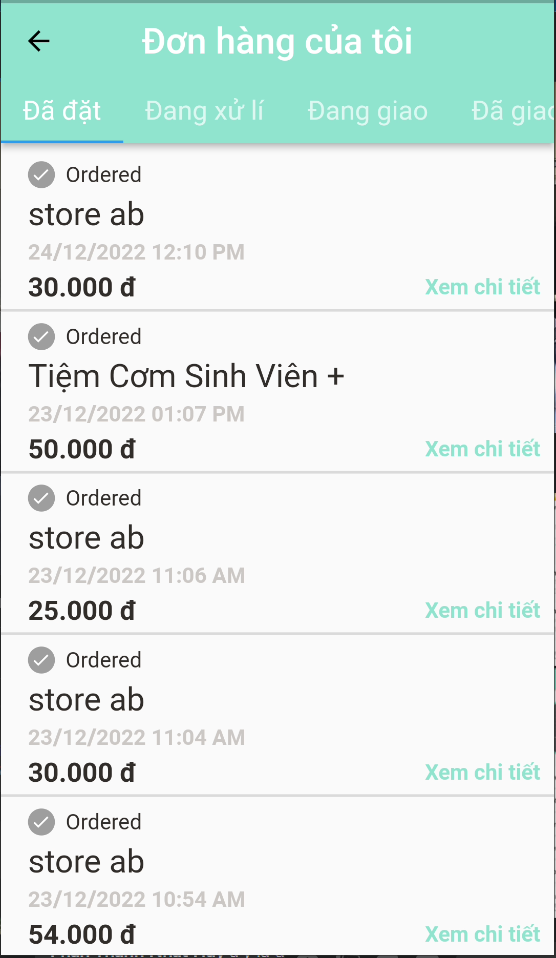 Đơn hàng của tôi
Đã đặt Đang xử lí Đang giao Đã giao
Ordered
store ab
24/12/2022 12:10 PM
30.000 đ Xem chi tiết
Ordered
Tiệm Cơm Sinh Viên +
23/12/2022 01:07 PM
50.000 đ Xem chi tiết
Ordered
store ab
23/12/2022 11:06 AM
25.000 đ Xem chi tiết
Ordered
store ab
23/12/2022 11:04 AM
30.000 đ Xem chi tiết
Ordered
store ab
23/12/2022 10:54 AM
54.000 đ Xem chi tiết